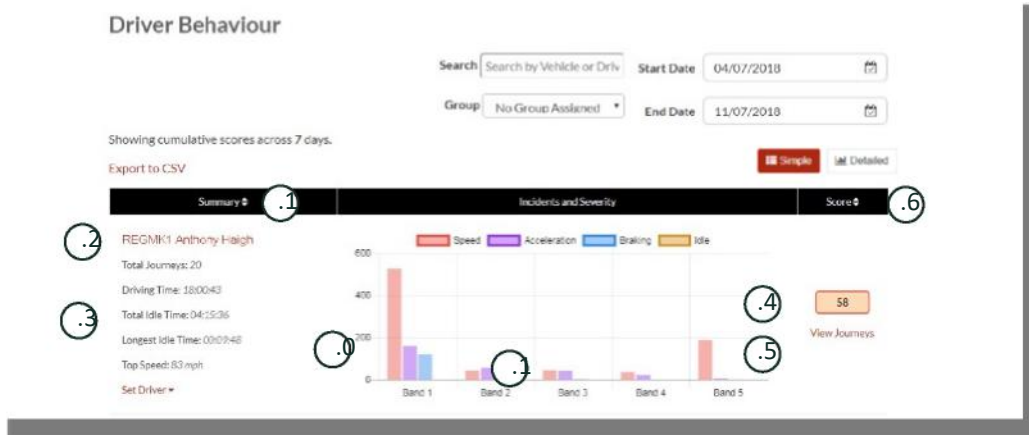 Driver Behaviour
Search Search by Vehicle or Driv Start Date 04/07/2018
Group No Group Assigned End Date 11/07/2018
Showing cumulative scores across 7 days.
Export to CSV
Simple Detailed
Summary Incidents and Severity Score
.1 .6
.2 REGMK1 Anthony Haigh
Speed Acceleration Braking Idle
600
Total Journeys: 20
Driving Time: 18:00:43
400 .4 58
.3 Total Idle Time: 04:15:36
View Journeys
Longest Idle Time: 00:09:48
.0 200 .1 .5
Top Speed: 83 mph
0
Set Driver
Band 1 Band 2 Band 3 Band 4 Band 5